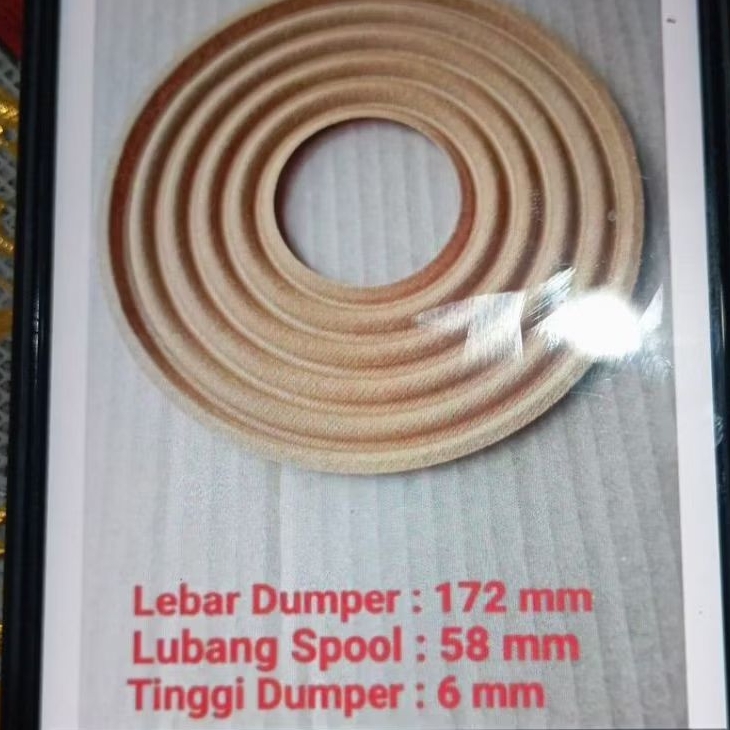 Lebar Dumper : 172 mm
Lubang Spool : 58 mm
Tinggi Dumper : 6 mm